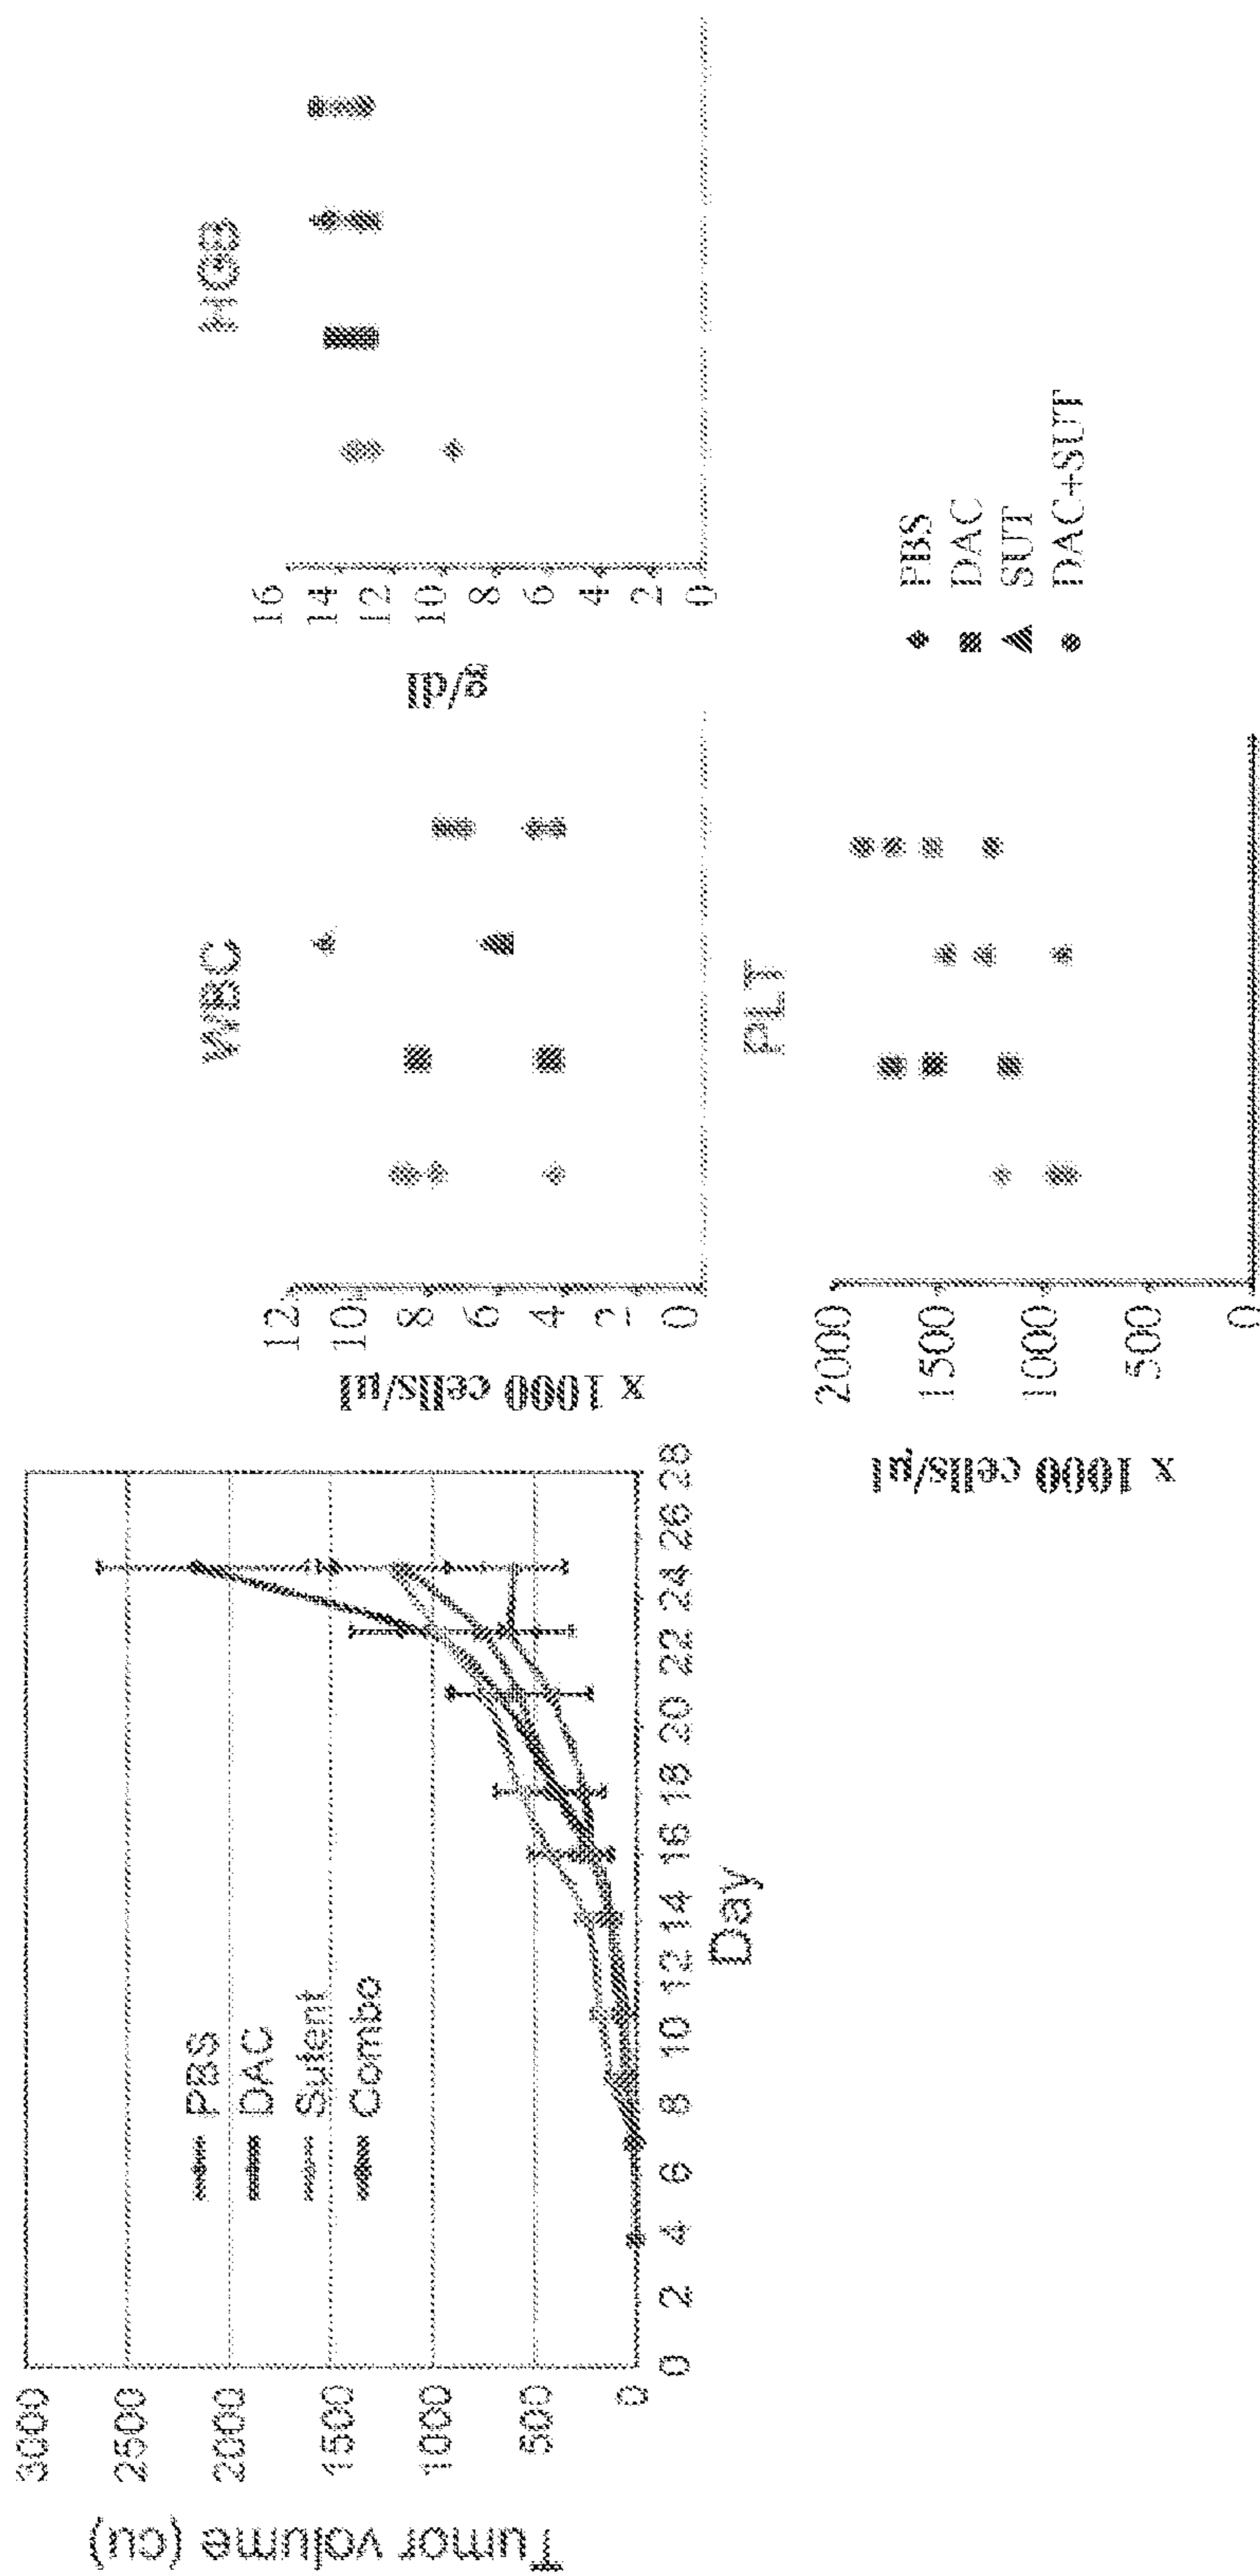 Tumor volume (cu)
3000
2500
2000
1500
1000
500
0
PBS
DAC
Sutent
Combo
0 2 4 6 8 10 12 14 16 18 20 22 24 26 28
Day
WBC
x 1000 cells/µl
12
10
8
6
4
2
0
HGB
g/dl
16
14
12
10
8
6
4
2
0
PLT
x 1000 cells/µl
2000
1500
1000
500
0
PBS
DAC
SUT
DAC+SUT